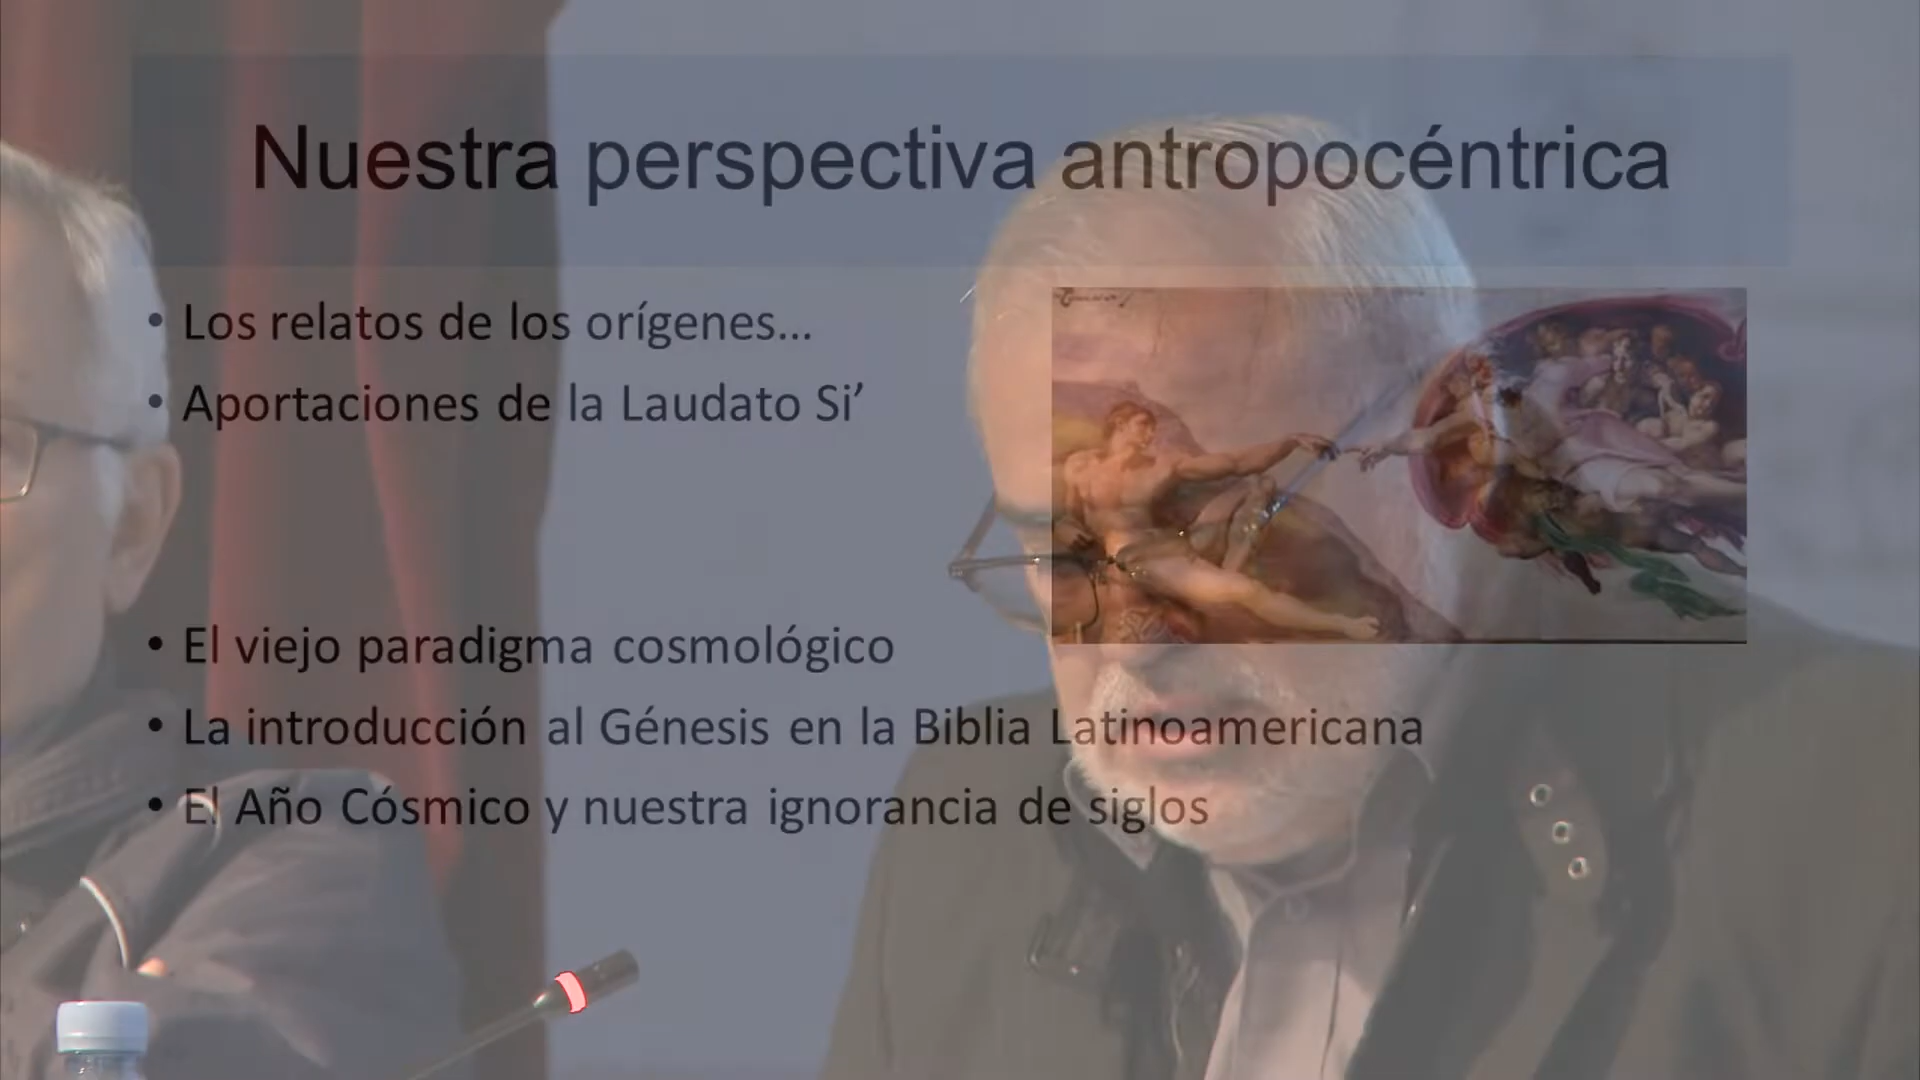 Nuestra perspectiva antropocéntrica
• Los relatos de los orígenes...
• Aportaciones de la Laudato Si’
• El viejo paradigma cosmológico
• La introducción al Génesis en la Biblia Latinoamericana
• El Año Cósmico y nuestra ignorancia de siglos